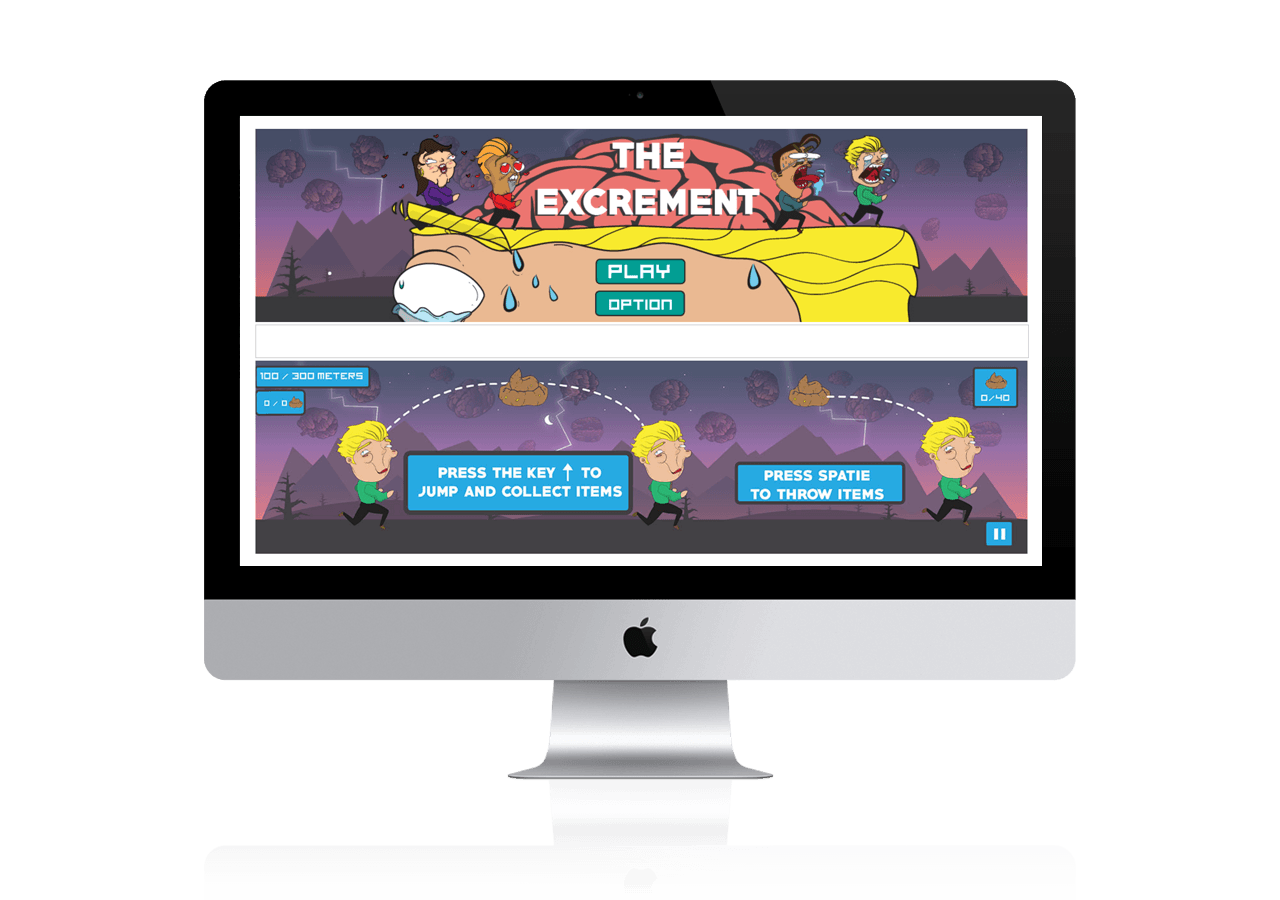 THE
EXCREMENT
PLAY
OPTION
100 / 300 METERS
0 / 0
0/40
PRESS THE KEY ↑ TO
JUMP AND COLLECT ITEMS
PRESS SPATIE
TO THROW ITEMS